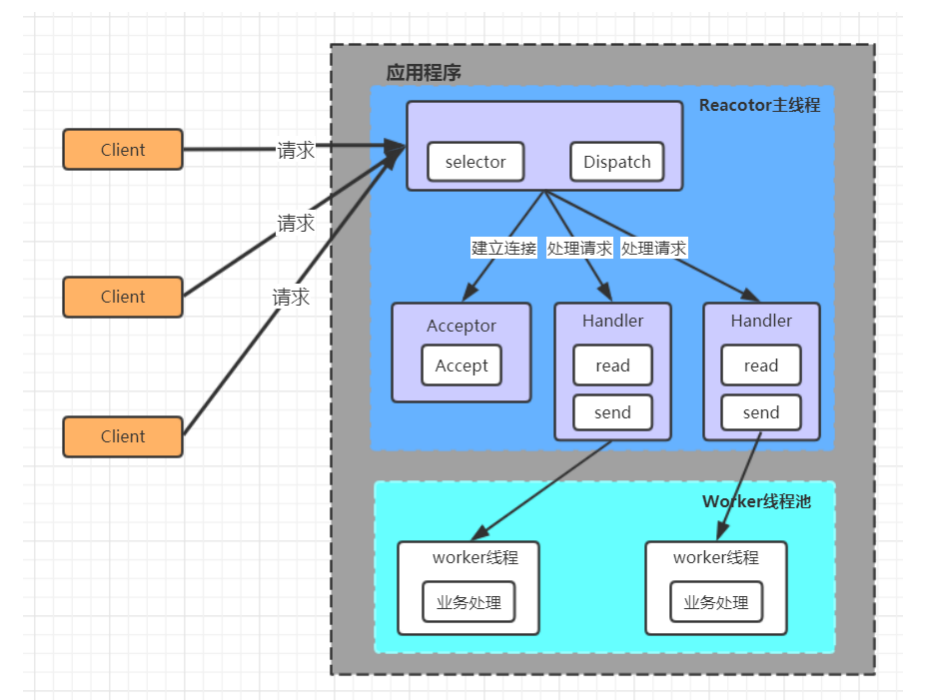 应用程序
Reacotor主线程
selector
Dispatch
Client
请求
Client
请求
Client
请求
建立连接
处理请求
处理请求
Acceptor
Accept
Handler
read
send
Handler
read
send
Worker线程池
worker线程
业务处理
worker线程
业务处理